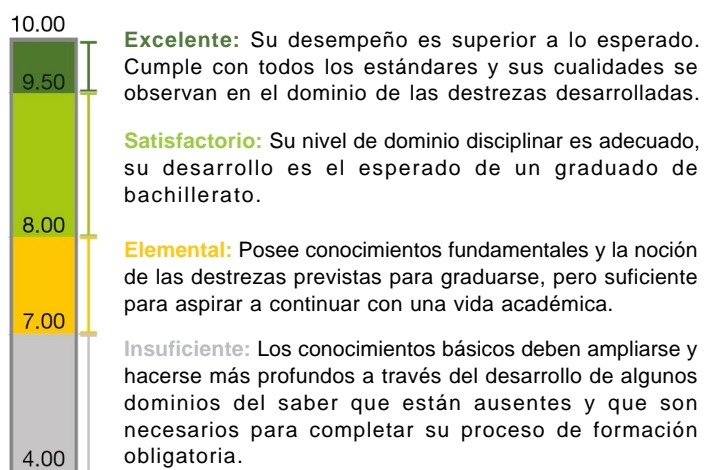 10.00
Excelente: Su desempeño es superior a lo esperado.
Cumple con todos los estándares y sus cualidades se
9.50
observan en el dominio de las destrezas desarrolladas.
Satisfactorio: Su nivel de dominio disciplinar es adecuado,
su desarrollo es el esperado de un graduado de
bachillerato.
8.00
Elemental: Posee conocimientos fundamentales y la noción
de las destrezas previstas para graduarse, pero suficiente
para aspirar a continuar con una vida académica.
7.00
Insuficiente: Los conocimientos básicos deben ampliarse y
hacerse más profundos a través del desarrollo de algunos
dominios del saber que están ausentes y que son
necesarios para completar su proceso de formación
4.00
obligatoria.